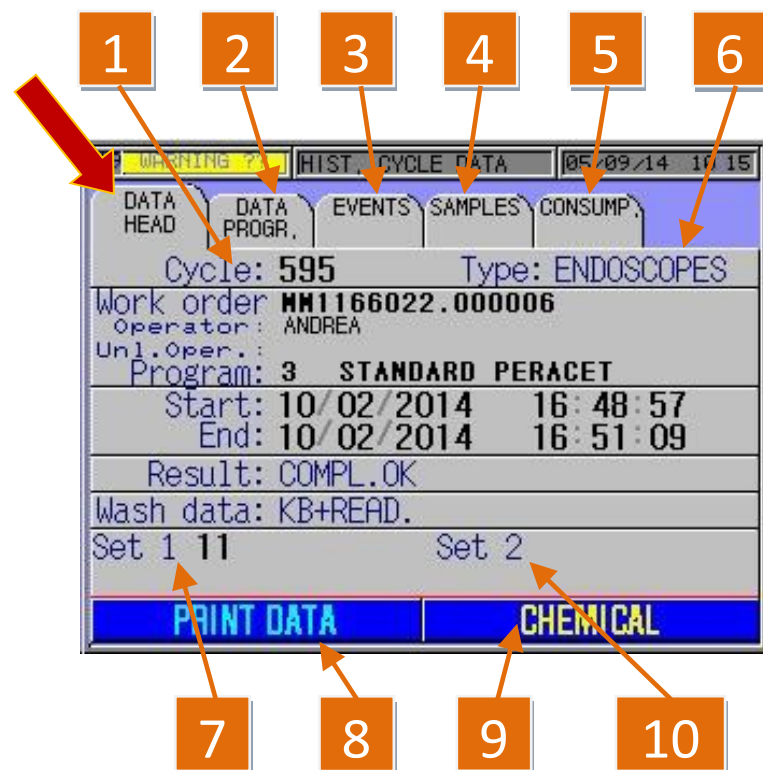 1 2 3 4 5 6
WARNING ?? HIST. CYCLE DATA 05/09/14 10 15
DATA HEAD DATA PROGR. EVENTS SAMPLES CONSUMP.
Cycle: 595 Type: ENDOSCOPES
Work order MM1166022.000006
Operator: ANDREA
Unl.Oper.:
Program: 3 STANDARD PERACET
Start: 10/02/2014 16:48:57
End: 10/02/2014 16:51:09
Result: COMPL.OK
Wash data: KB+READ.
Set 1 11 Set 2
PRINT DATA CHEMICAL
7 8 9 10